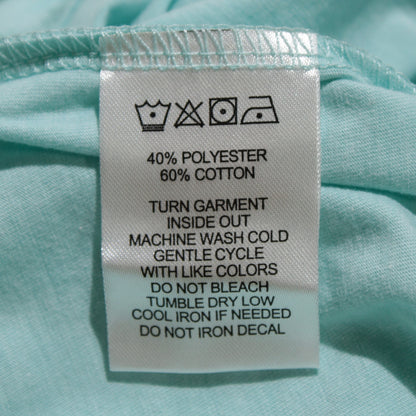 40% POLYESTER
60% COTTON
TURN GARMENT
INSIDE OUT
MACHINE WASH COLD
GENTLE CYCLE
WITH LIKE COLORS
DO NOT BLEACH
TUMBLE DRY LOW
COOL IRON IF NEEDED
DO NOT IRON DECAL